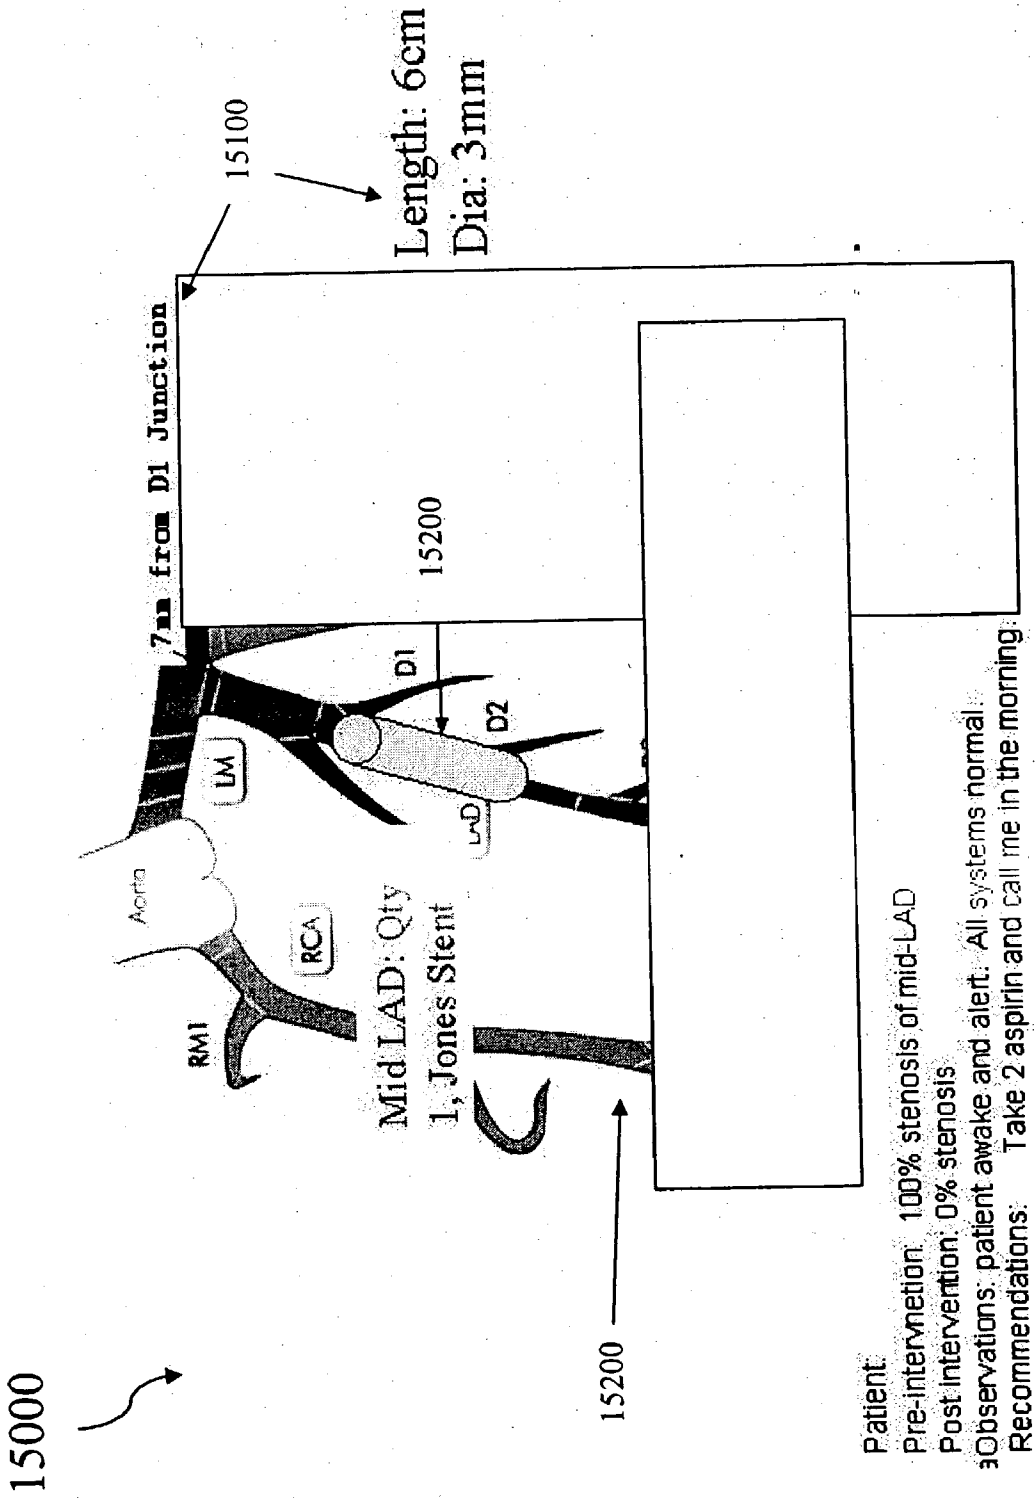 15000
7mm from D1 Junction
15100
Length: 6cm
Dia: 3mm
Aorta
LM
RCA
RM1
D1
15200
D2
LAD
Mid LAD: Qty
1, Jones Stent
15200
Patient:
Pre-intervnetion: 100% stenosis of mid-LAD
Post intervention: 0% stenosis
Observations: patient awake and alert. All systems normal.
Recommendations: Take 2 aspirin and call me in the morning.